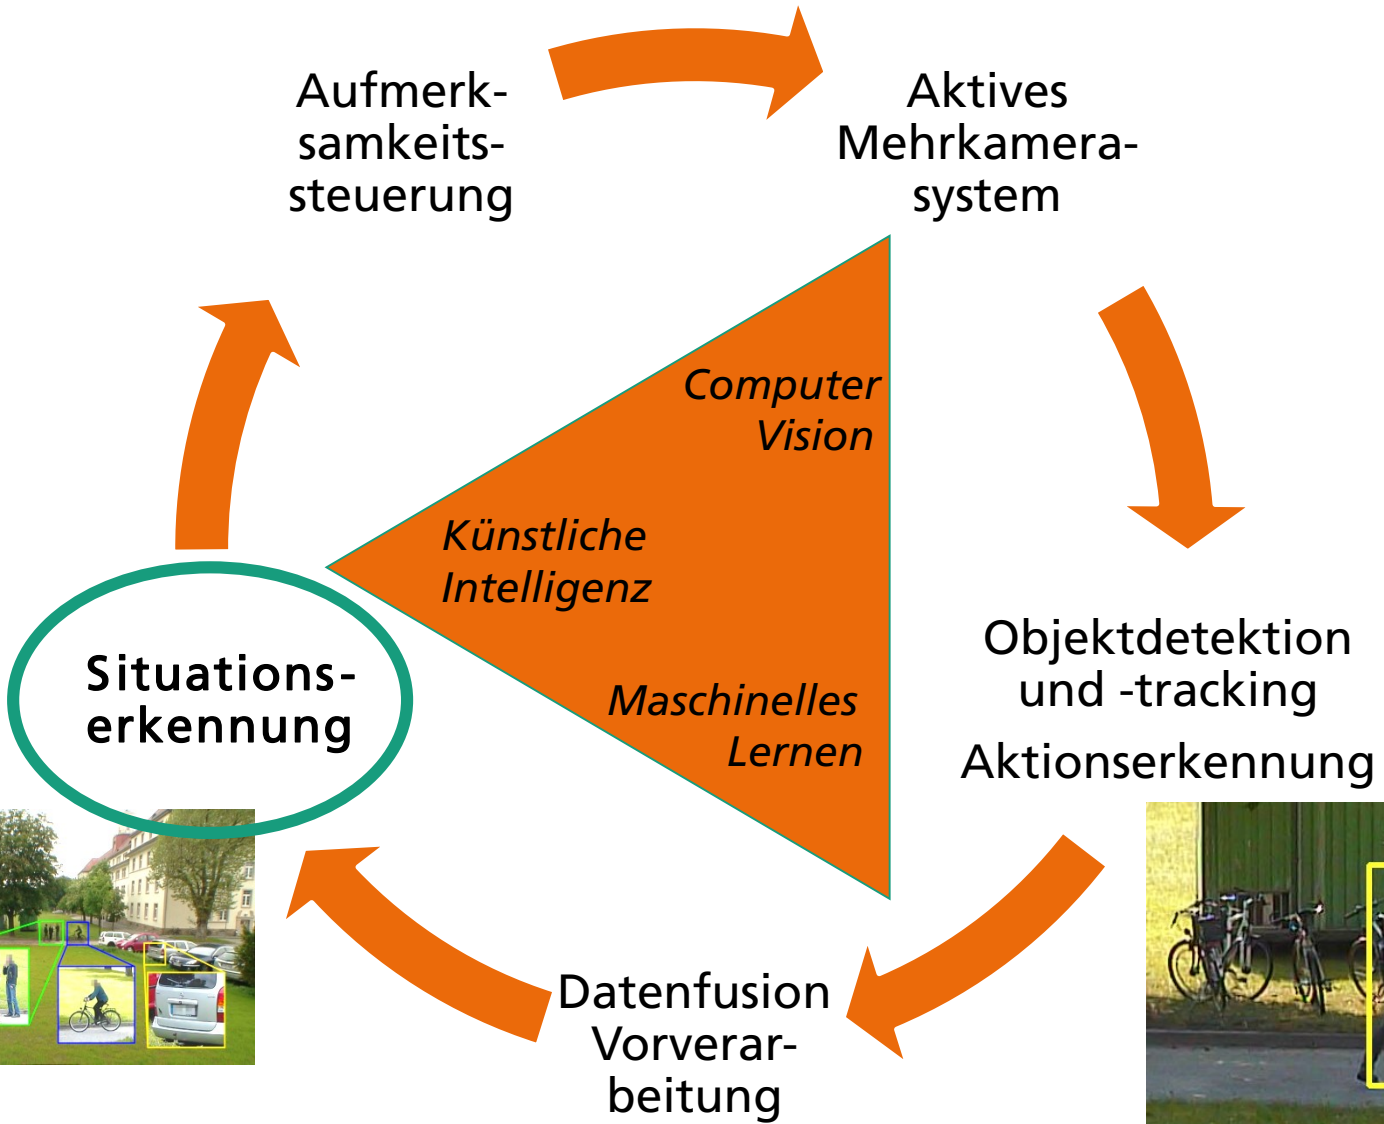 Aufmerk-
samkeits-
steuerung
Aktives
Mehrkamera-
system
Computer
Vision
Künstliche
Intelligenz
Maschinelles
Lernen
Situations-
erkennung
Objektdetektion
und -tracking
Aktionserkennung
Datenfusion
Vorverar-
beitung